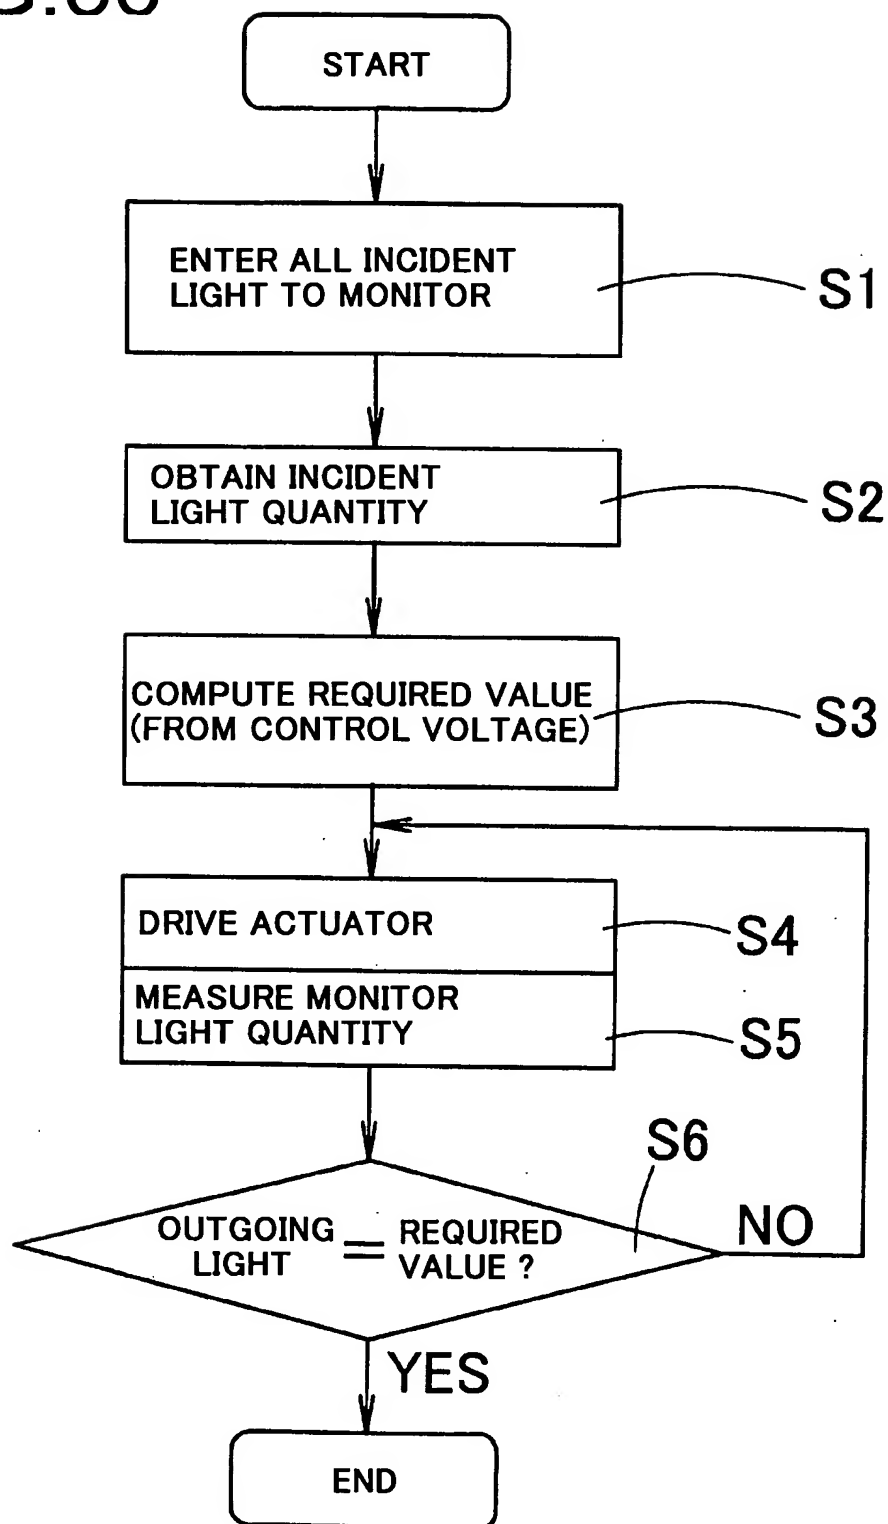 START
ENTER ALL INCIDENT
LIGHT TO MONITOR
S1
OBTAIN INCIDENT
LIGHT QUANTITY
S2
COMPUTE REQUIRED VALUE
(FROM CONTROL VOLTAGE)
S3
DRIVE ACTUATOR
S4
MEASURE MONITOR
LIGHT QUANTITY
S5
S6
OUTGOING
LIGHT
=
REQUIRED
VALUE ?
NO
YES
END